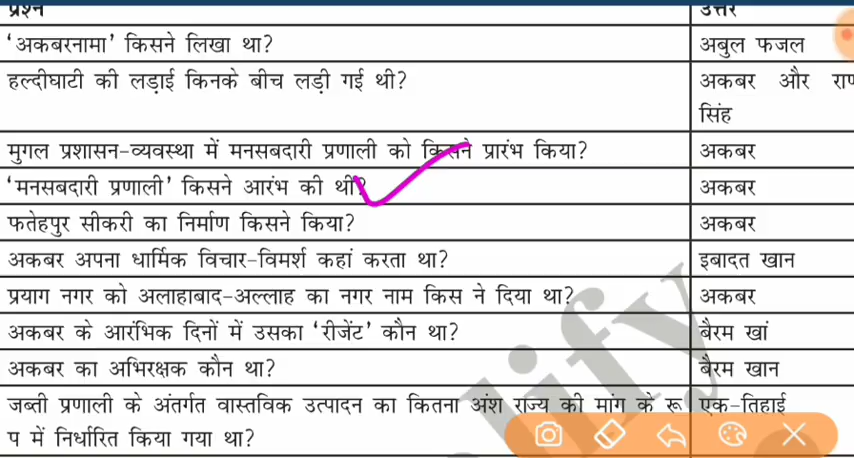 प्रश्न उत्तर
'अकबरनामा' किसने लिखा था? अबुल फजल
हल्दीघाटी की लड़ाई किनके बीच लड़ी गई थी? अकबर और
सिंह
मुगल प्रशासन-व्यवस्था में मनसबदारी प्रणाली को किसने प्रारंभ किया? अकबर
'मनसबदारी प्रणाली' किसने आरंभ की थी? अकबर
फतेहपुर सीकरी का निर्माण किसने किया? अकबर
अकबर अपना धार्मिक विचार-विमर्श कहां करता था? इबादत खान
प्रयाग नगर को अलाहाबाद-अल्लाह का नगर नाम किस ने दिया था? अकबर
अकबर के आरंभिक दिनों में उसका 'रीजेंट' कौन था? बैरम खां
अकबर का अभिरक्षक कौन था? बैरम खान
जब्ती प्रणाली के अंतर्गत वास्तविक उत्पादन का कितना अंश राज्य की मांग के रू एक-तिहाई
प में निर्धारित किया गया था?